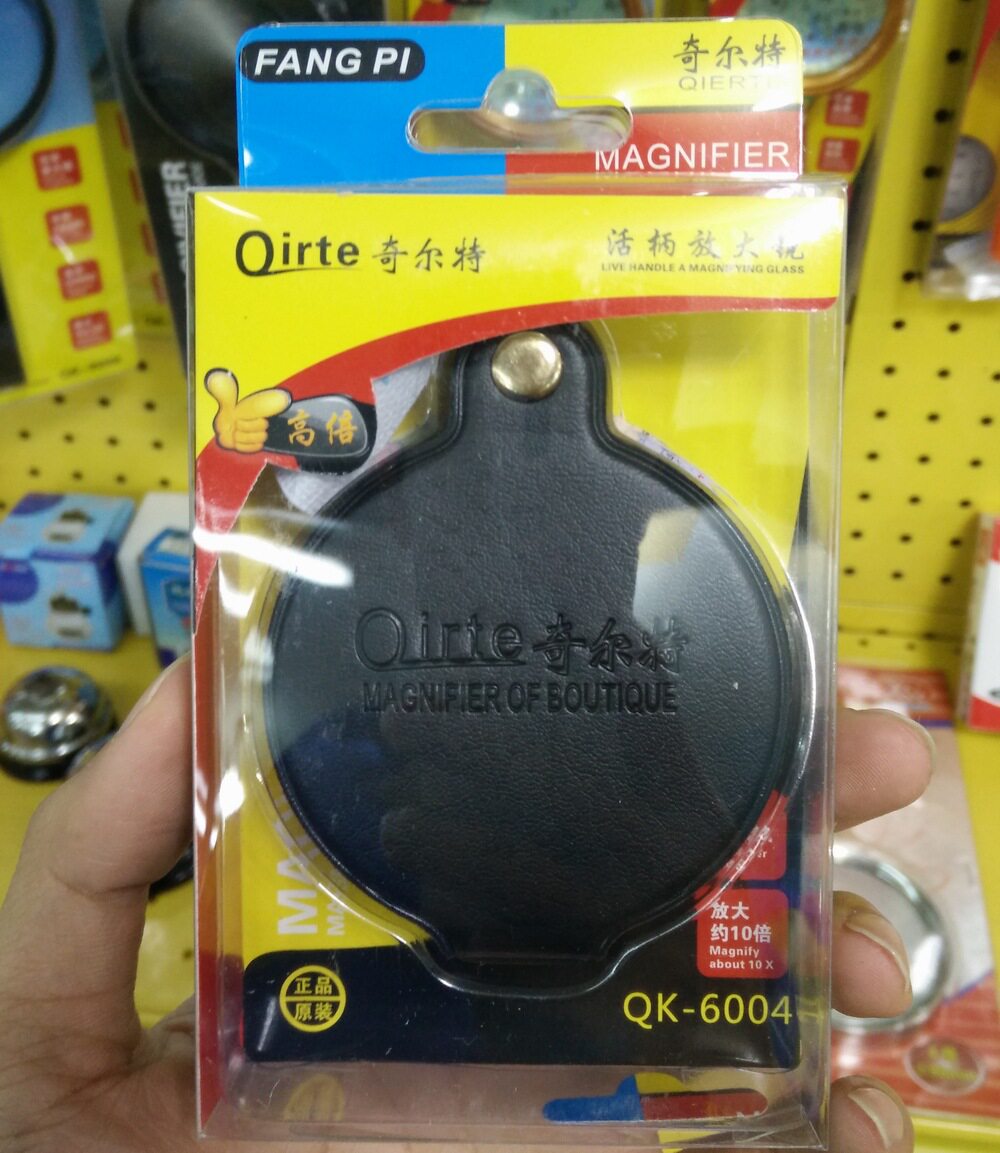 FANG PI
奇尔特
QIERTE
MAGNIFIER
Qirte 奇尔特
活柄放大镜
LIVE HANDLE A MAGNIFYING GLASS
高倍
Qirte 奇尔特
MAGNIFIER OF BOUTIQUE
放大
约10倍
Magnify
about 10 X
正品
原装
QK-6004